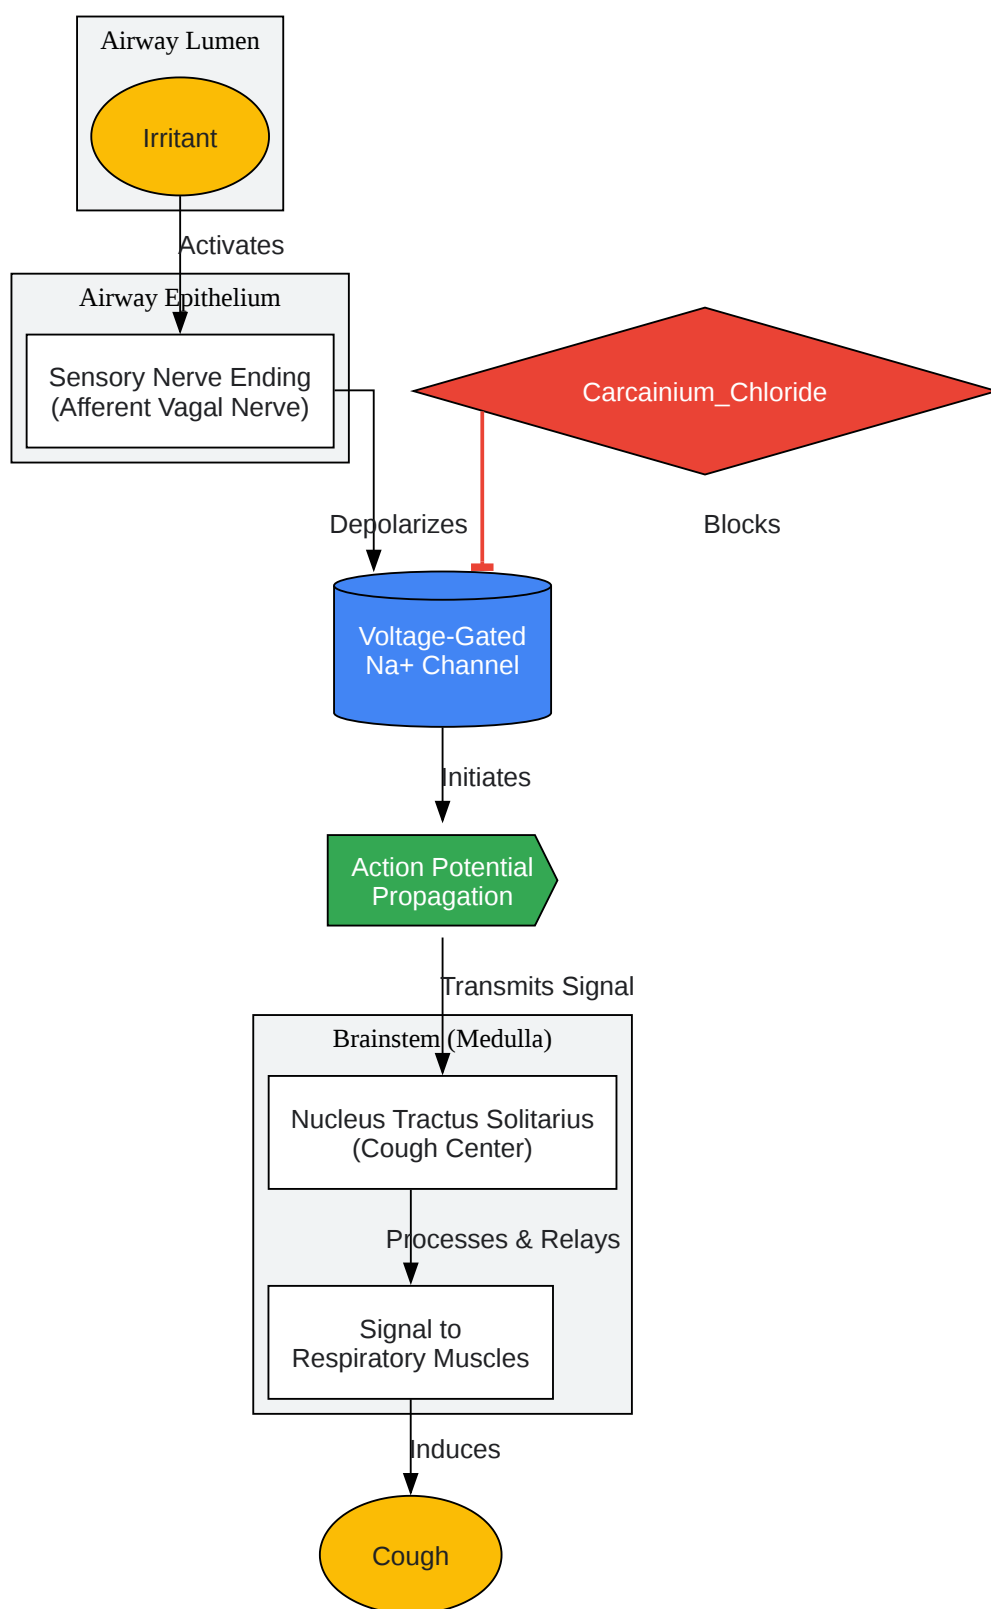 Airway Lumen
Irritant
Activates
Airway Epithelium
Sensory Nerve Ending
(Afferent Vagal Nerve)
Carcainium_Chloride
Depolarizes
Blocks
Voltage-Gated
Na+ Channel
Initiates
Action Potential
Propagation
Transmits Signal
Brainstem (Medulla)
Nucleus Tractus Solitarius
(Cough Center)
Processes & Relays
Signal to
Respiratory Muscles
Induces
Cough